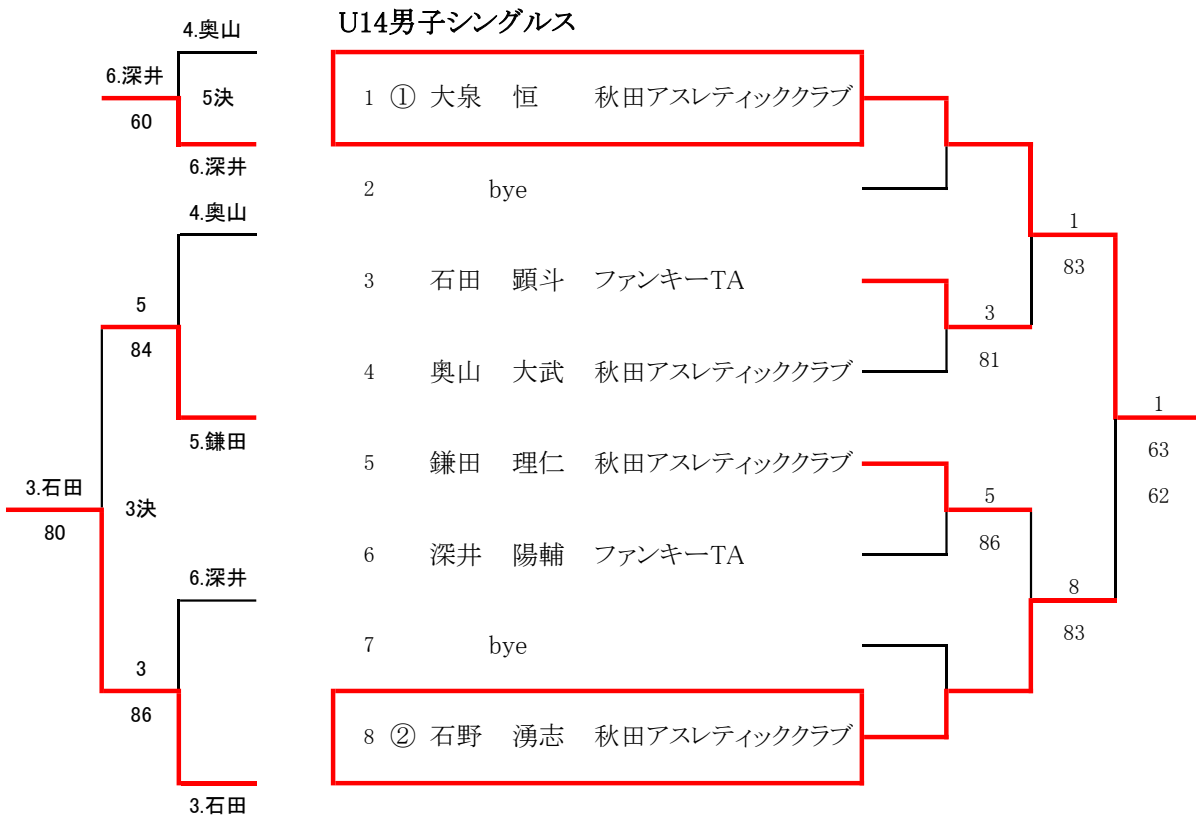 U14男子シングルス
4.奥山
6.深井
5決
60
6.深井
4.奥山
5
84
5.鎌田
3.石田
3決
80
6.深井
3
86
3.石田
1 ① 大泉 恒 秋田アスレティッククラブ
2 bye
3 石田 顕斗 ファンキーTA
4 奥山 大武 秋田アスレティッククラブ
5 鎌田 理仁 秋田アスレティッククラブ
6 深井 陽輔 ファンキーTA
7 bye
8 ② 石野 湧志 秋田アスレティッククラブ
3
81
5
86
1
83
8
83
1
63
62